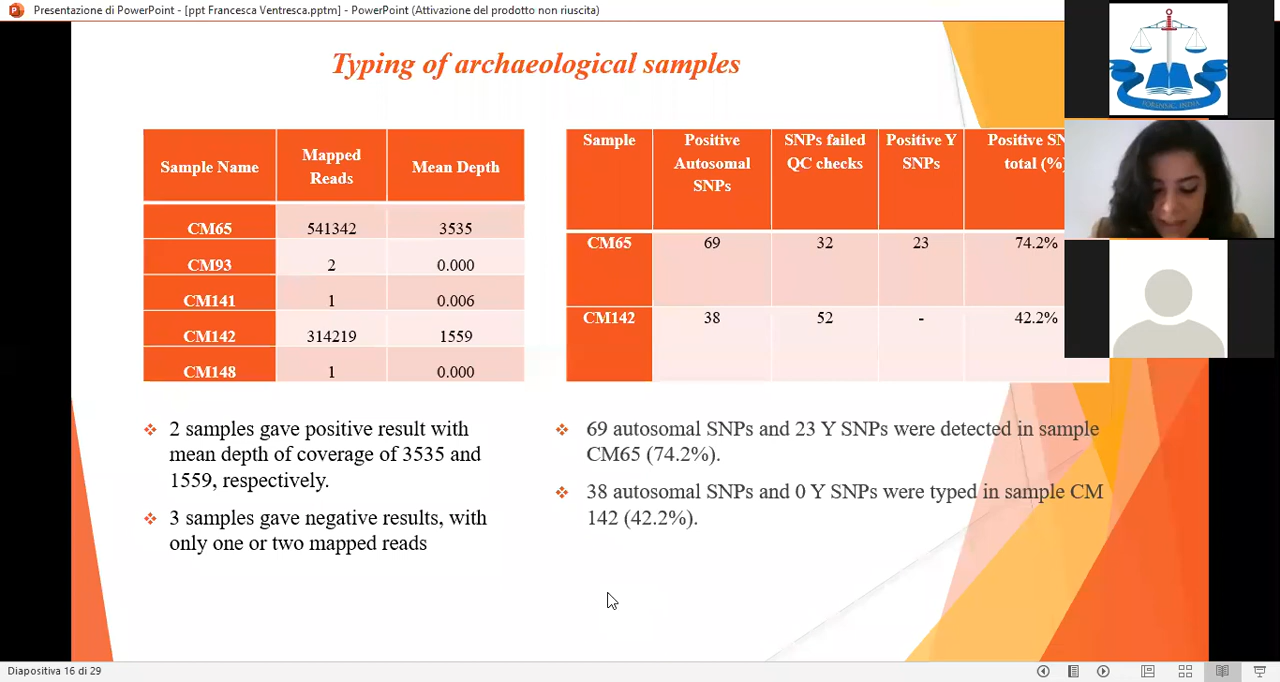 Presentazione di PowerPoint - [ppt Francesca Ventresca.pptm] - PowerPoint (Attivazione del prodotto non riuscita)
Typing of archaeological samples
Sample Name Mapped Reads Mean Depth
CM65 541342 3535
CM93 2 0.000
CM141 1 0.006
CM142 314219 1559
CM148 1 0.000
Sample Positive SNPs failed Positive Y Positive
Autosomal QC checks SNPs total (%)
SNPs
CM65 69 32 23 74.2%
CM142 38 52 - 42.2%
❖ 2 samples gave positive result with
mean depth of coverage of 3535 and
1559, respectively.
❖ 3 samples gave negative results, with
only one or two mapped reads
❖ 69 autosomal SNPs and 23 Y SNPs were detected in sample
CM65 (74.2%).
❖ 38 autosomal SNPs and 0 Y SNPs were typed in sample CM
142 (42.2%).
Diapositiva 16 di 29